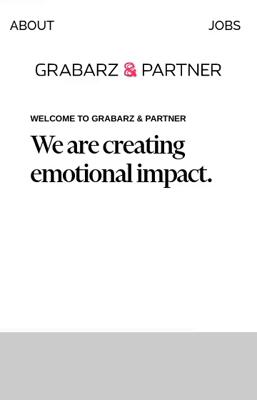 ABOUT JOBS
GRABARZ & PARTNER
WELCOME TO GRABARZ & PARTNER
We are creating
emotional impact.